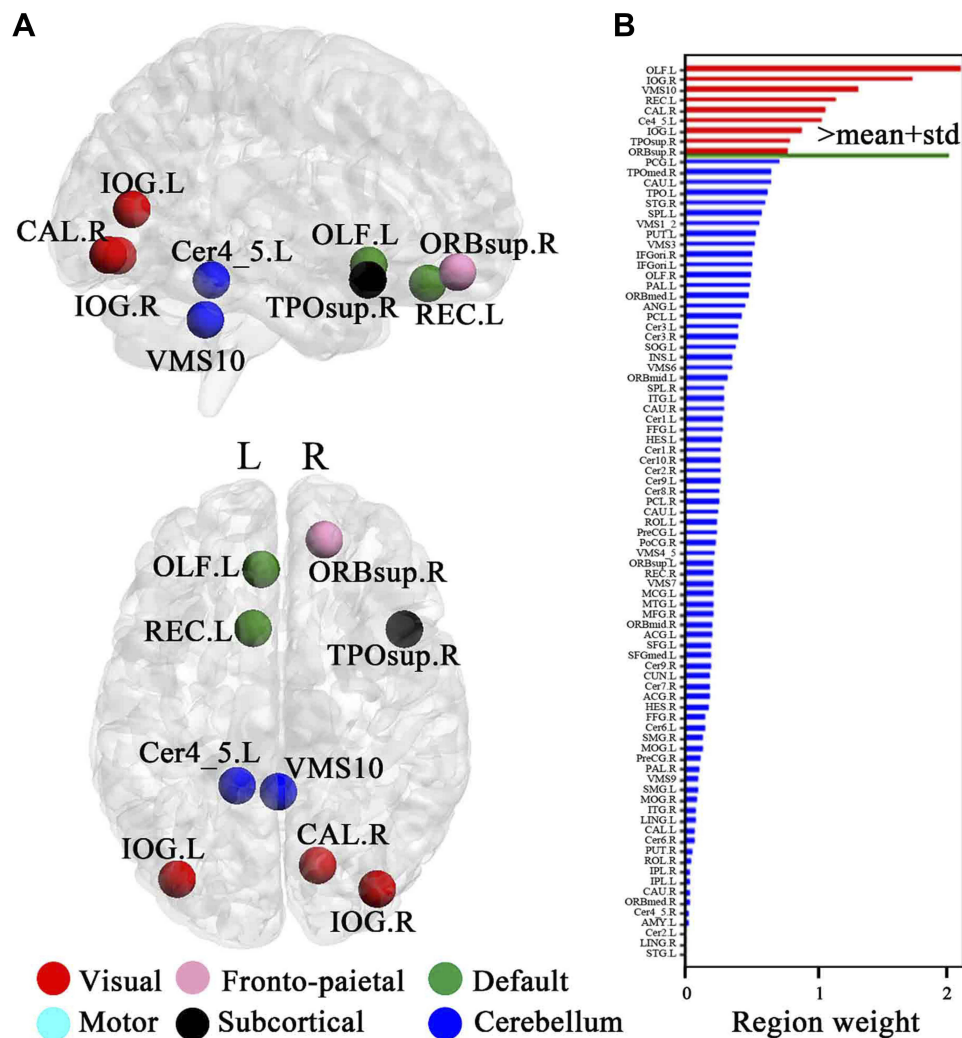 A
IOG.L
CAL.R
Cer4_5.L
OLF.L
ORBsup.R
IOG.R
TPOsup.R
REC.L
VMS10
L R
OLF.L
ORBsup.R
REC.L
TPOsup.R
Cer4_5.L
VMS10
IOG.L
CAL.R
IOG.R
Visual
Fronto-paietal
Default
Motor
Subcortical
Cerebellum
B
OLF.L
IOG.R
VMS10
REC.L
CAL.R
Ce4_5.L
IOG.L
>mean+std
TPOsup.R
ORBsup.R
PCG.L
TPOmed.R
CAU.L
TPO.L
STG.R
SPL.L
VMS1_2
PUT.L
VMS3
IFGori.R
IFGori.L
OLF.R
PAL.L
ORBmed.L
ANG.L
PCL.L
Cer3.L
Cer3.R
SOG.L
INS.L
VMS6
ORBmid.L
SPL.R
ITG.L
CAU.R
Cer1.L
FFG.L
HES.L
Cer1.R
Cer10.R
Cer2.R
Cer9.L
Cer8.R
PCL.R
CAU.L
ROL.L
PreCG.L
PoCG.R
VMS4_5
ORBsup.L
REC.R
VMS7
MCG.L
MTG.L
MFG.R
ORBmid.R
ACG.L
SFG.L
SFGmed.L
Cer9.R
CUN.L
Cer7.R
ACG.R
HES.R
FFG.R
Cer6.L
SMG.R
MOG.L
PreCG.R
PAL.R
VMS9
SMG.L
MOG.R
ITG.R
LING.L
CAL.L
Cer6.R
PUT.R
ROL.R
IPL.R
IPL.L
CAU.R
ORBmed.R
Cer4_5.R
AMY.L
Cer2.L
LING.R
STG.L
0 1 2
Region weight